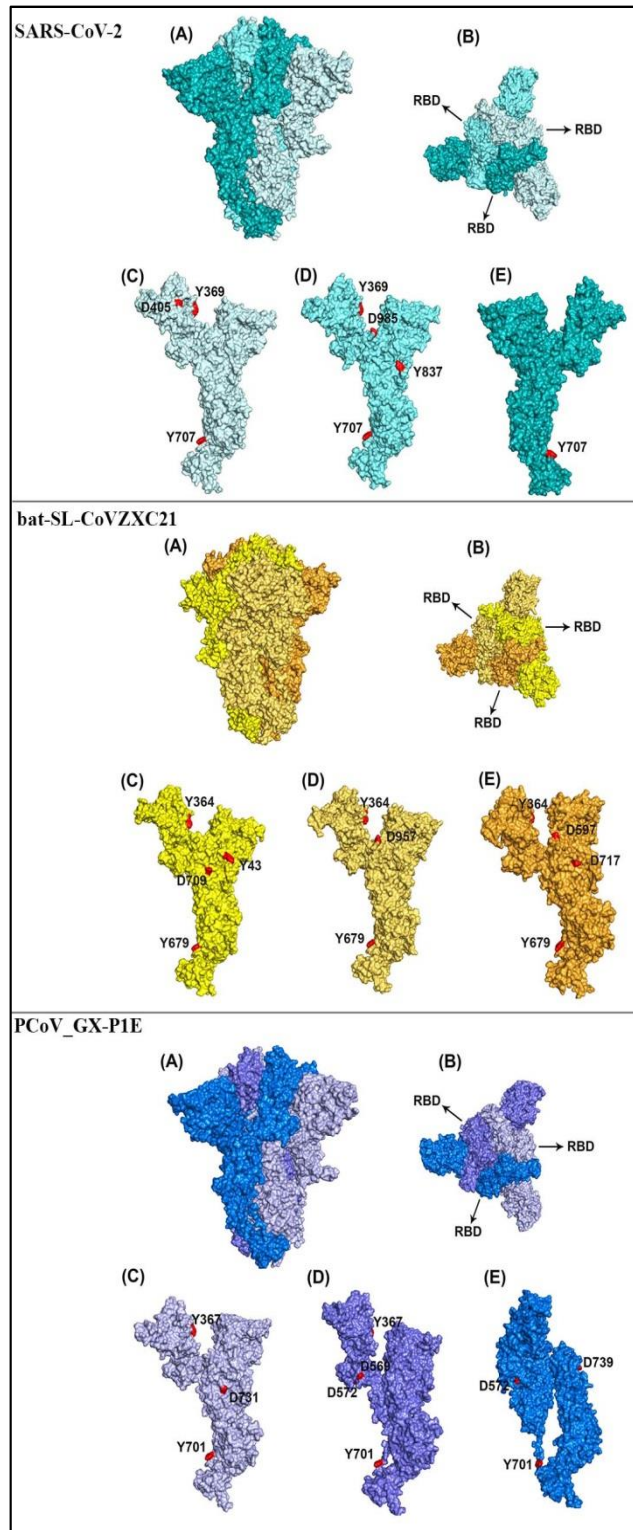 SARS-CoV-2
(A)
(B)
RBD
RBD
RBD
(C)
(D)
(E)
D405
Y369
Y707
Y369
D985
Y837
Y707
Y707
bat-SL-CoVZXC21
(A)
(B)
RBD
RBD
RBD
(C)
(D)
(E)
Y364
Y43
D709
Y679
Y364
D957
Y679
Y364
D597
D717
Y679
PCoV_GX-P1E
(A)
(B)
RBD
RBD
RBD
(C)
(D)
(E)
Y367
D731
Y701
Y367
D569
D572
Y701
D739
D572
Y701